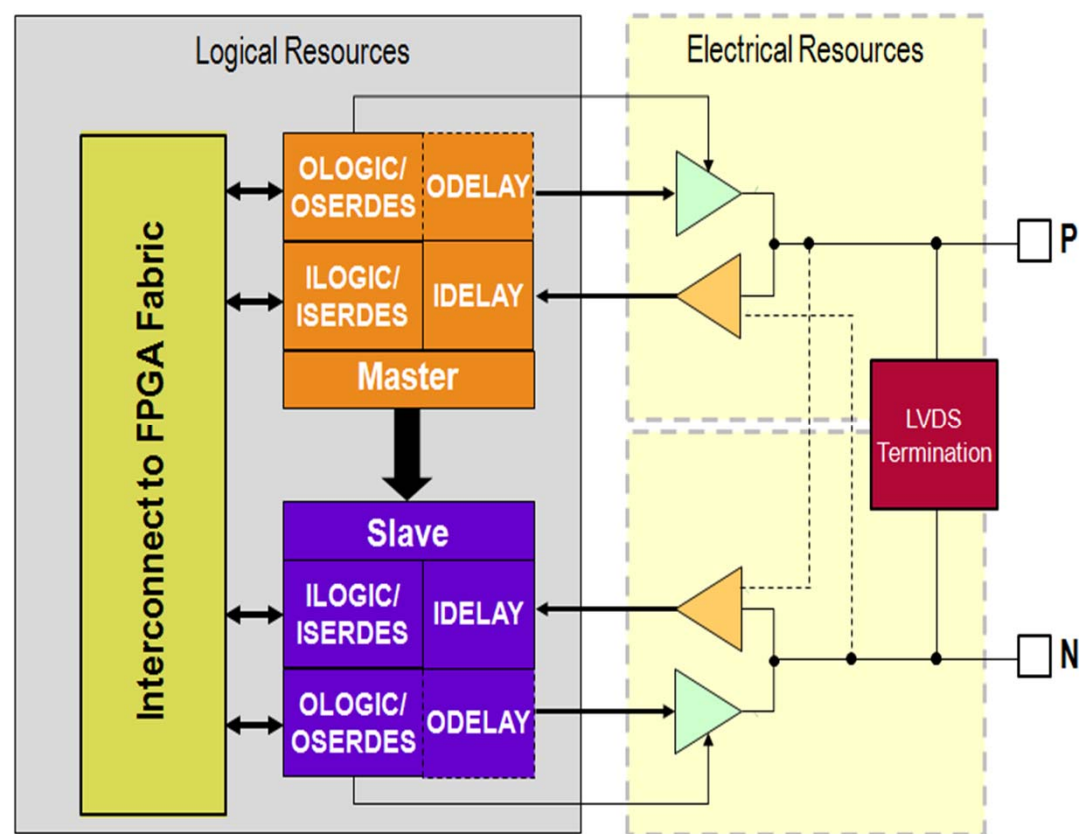 Logical Resources
Electrical Resources
Interconnect to FPGA Fabric
OLOGIC/
OSERDES
ODELAY
ILOGIC/
ISERDES
IDELAY
Master
P
LVDS
Termination
Slave
ILOGIC/
ISERDES
IDELAY
OLOGIC/
OSERDES
ODELAY
N